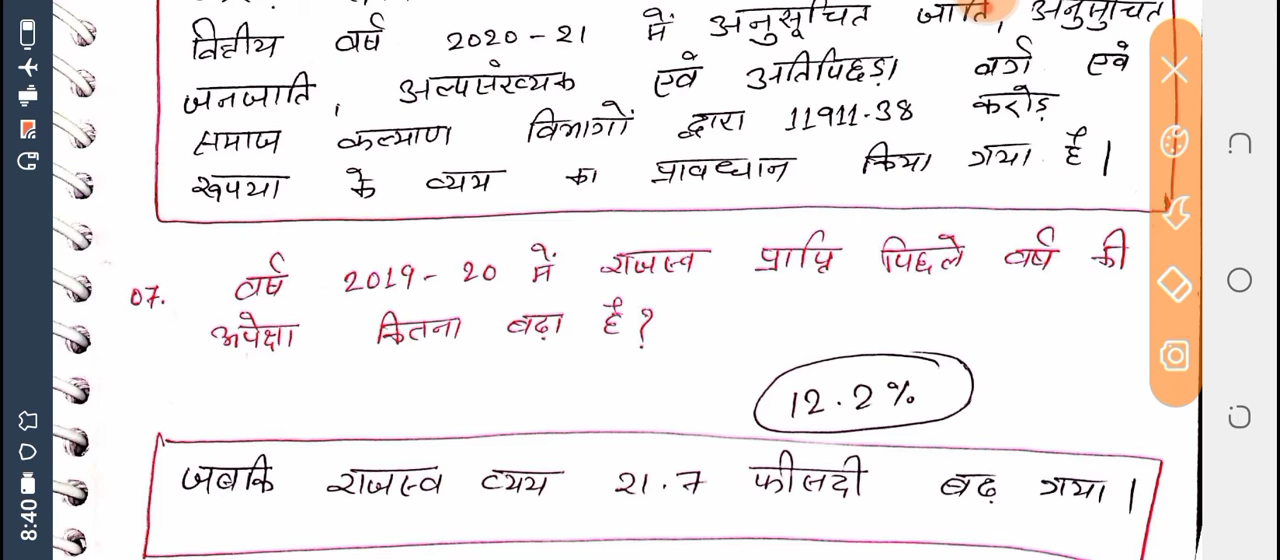 वित्तीय वर्ष 2020-21 में अनुसूचित जाति, अनुसुचित
जनजाति, अल्पसंख्यक एवं अतिपिछड़ा वर्ग एवं
समाज कल्याण विभागों द्वारा 11911.38 करोड़
रूपया के व्यय का प्रावधान किया गया है।
07. वर्ष 2019-20 में राजस्व प्राप्ति पिछले वर्ष की
अपेक्षा कितना बढ़ा है?
12.2%
जबकि राजस्व व्यय 21.7 फीसदी बढ़ गया।
8:40